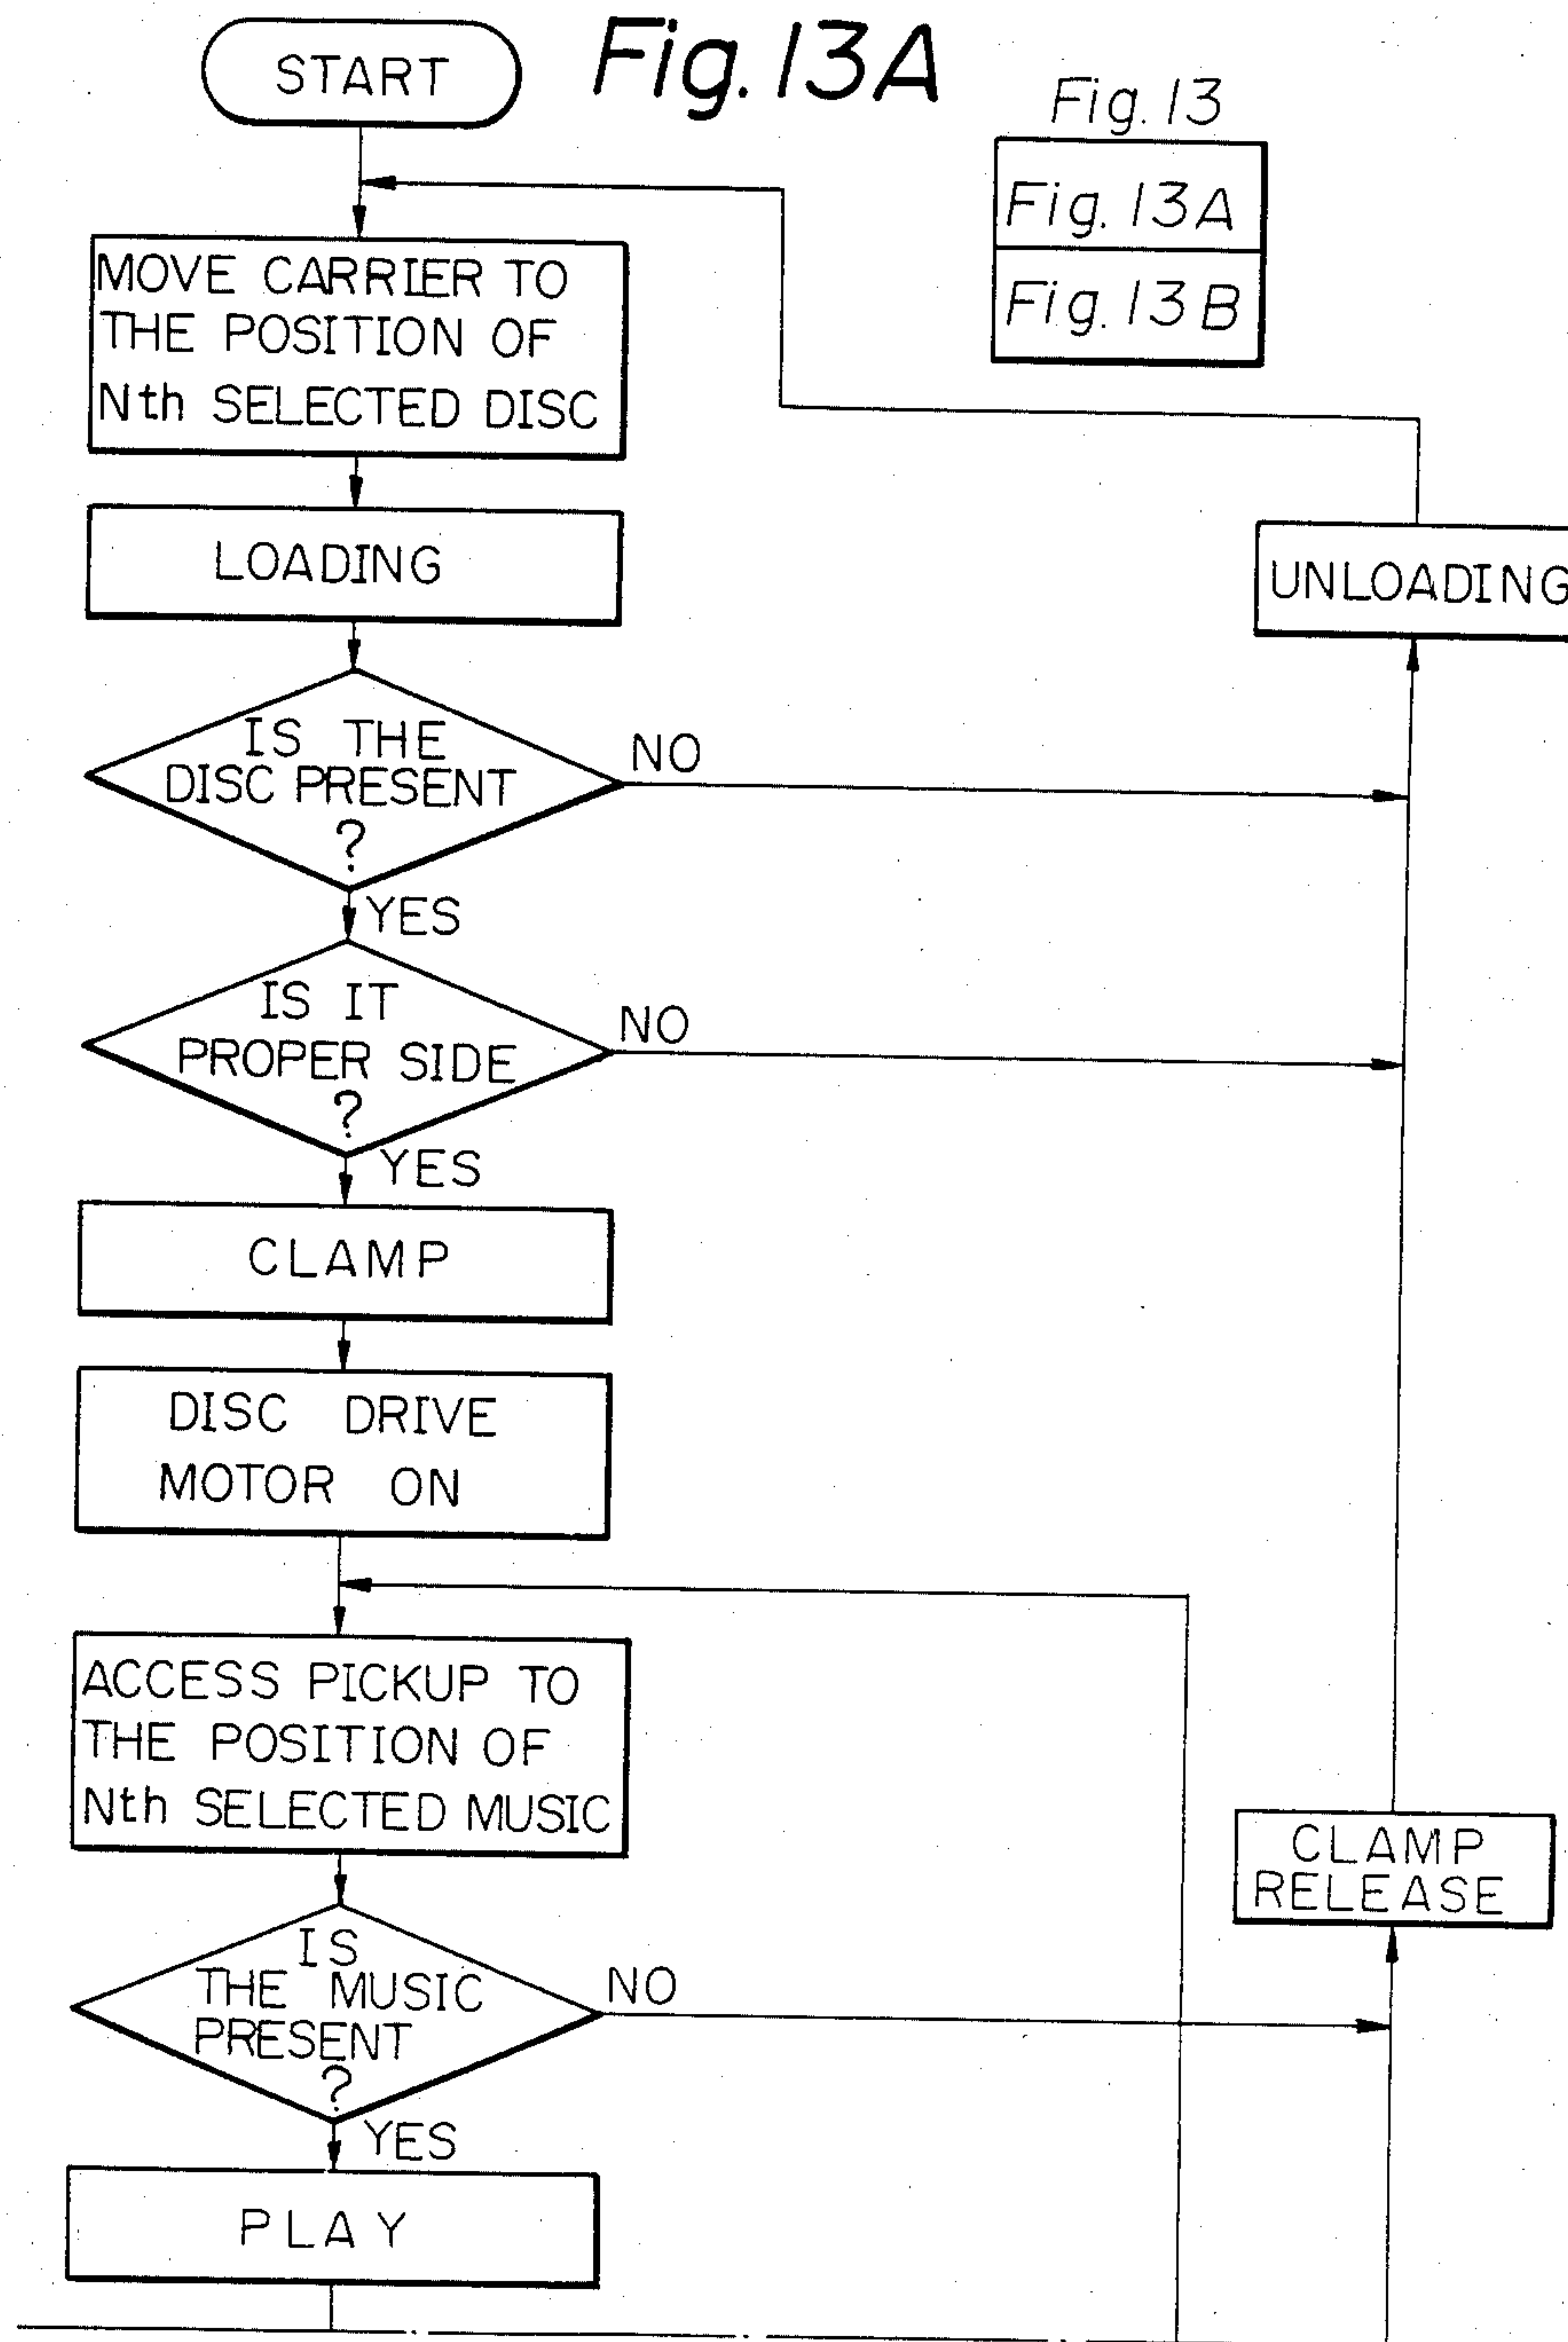 START
Fig. 13A
Fig. 13
Fig. 13A
Fig. 13B
MOVE CARRIER TO
THE POSITION OF
Nth SELECTED DISC
LOADING
UNLOADING
IS THE
DISC PRESENT
?
NO
YES
IS IT
PROPER SIDE
?
NO
YES
CLAMP
DISC DRIVE
MOTOR ON
ACCESS PICKUP TO
THE POSITION OF
Nth SELECTED MUSIC
CLAMP
RELEASE
IS
THE MUSIC
PRESENT
?
NO
YES
PLAY